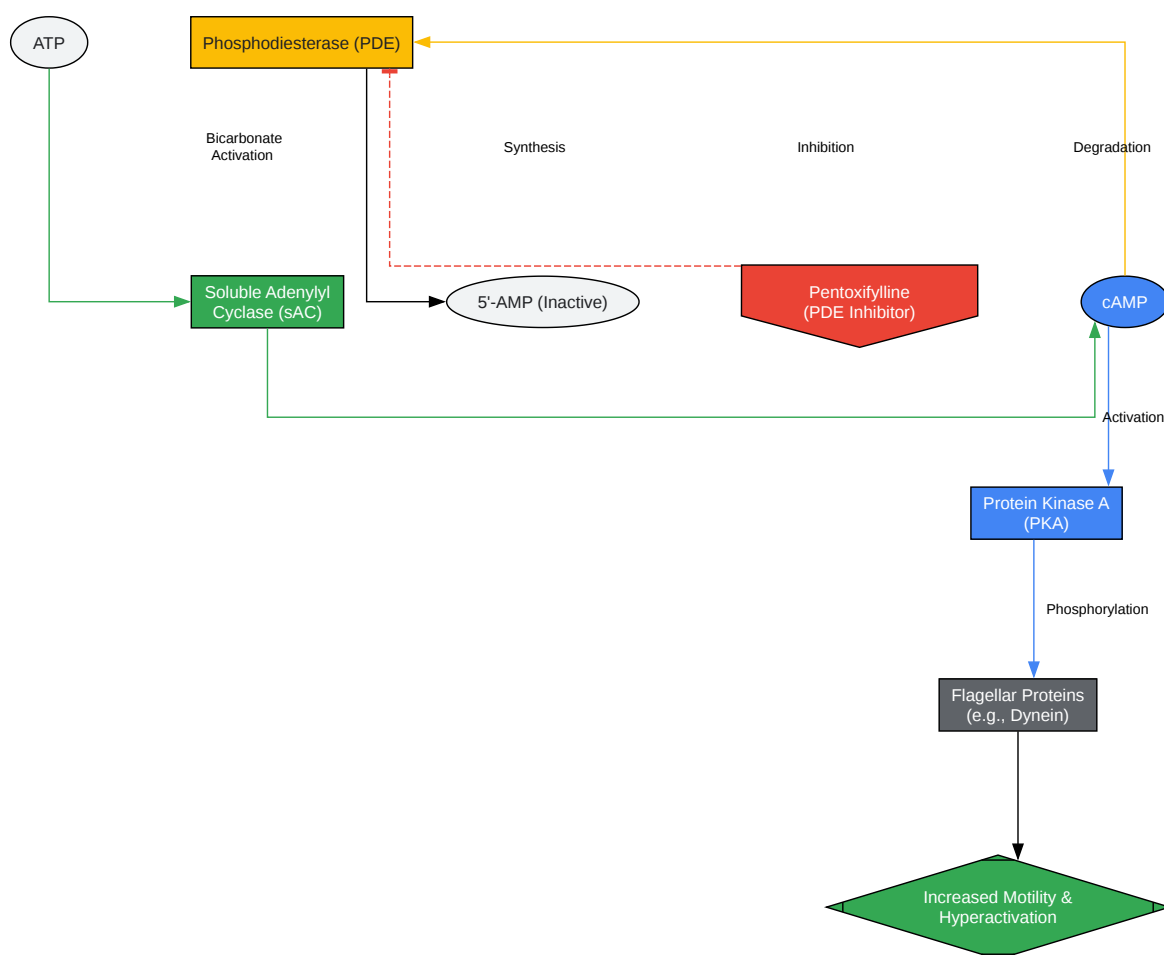 ATP
Phosphodiesterase (PDE)
Bicarbonate
Activation
Synthesis
Inhibition
Degradation
Soluble Adenylyl
Cyclase (sAC)
5'-AMP (Inactive)
Pentoxifylline
(PDE Inhibitor)
cAMP
Activation
Protein Kinase A
(PKA)
Phosphorylation
Flagellar Proteins
(e.g., Dynein)
Increased Motility &
Hyperactivation